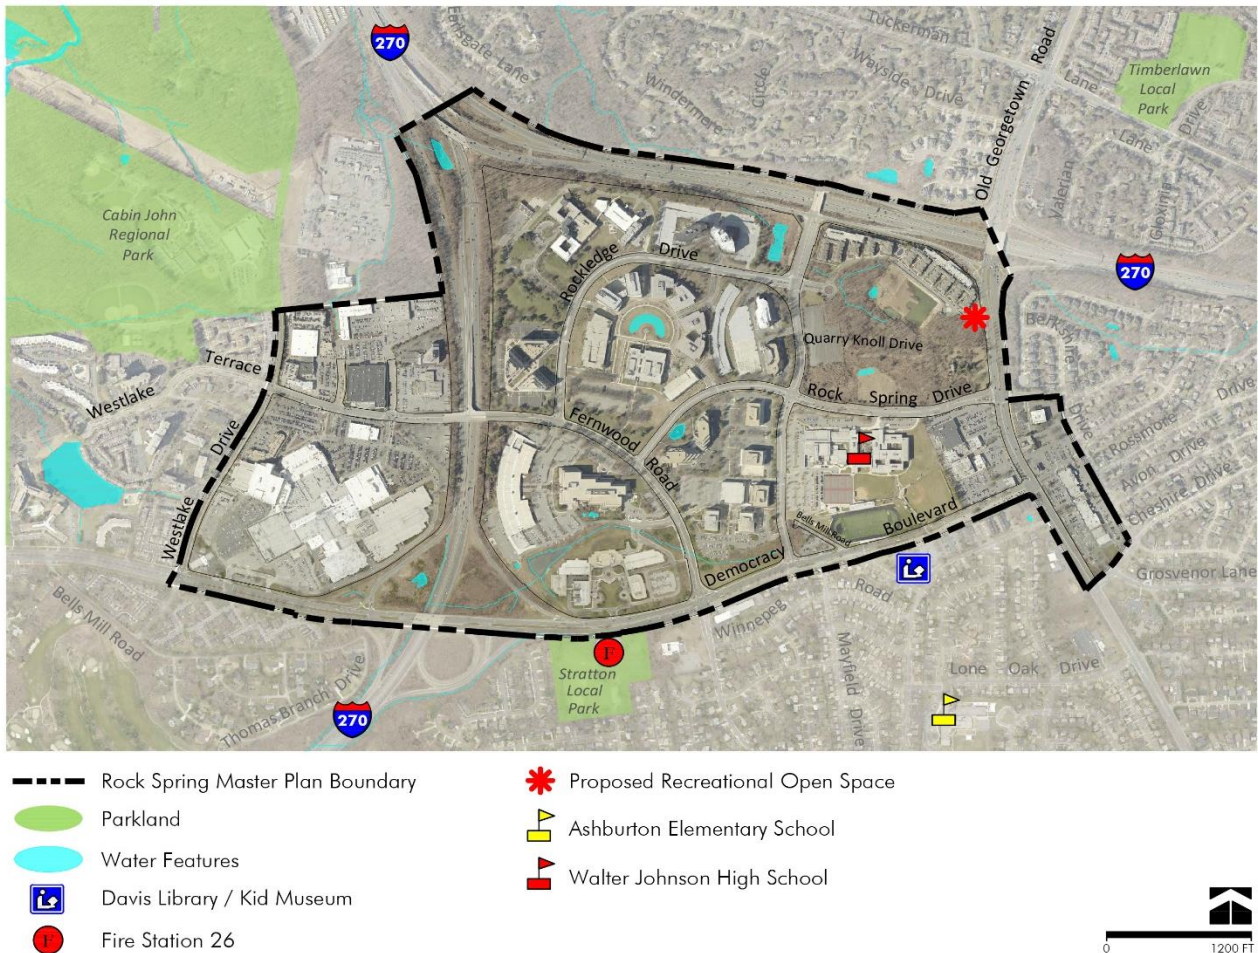 270
Farmsgate Lane
Tuckerman
Lane
Wayside Drive
Windermere
Circle
Old Georgetown Road
Timberlawn
Local
Park
Lane
Drive
Valerian
Gloxinia
Cabin John
Regional
Park
Rockledge
Drive
270
Berkshire
Drive
Quarry Knoll Drive
Terrace
Westlake
Rock Spring Drive
Fernwood
Road
Westlake Drive
Rossmore Drive
Avon Drive
Cheshire Drive
Bells Mill Road
Boulevard
Democracy
Grosvenor Lane
Bells Mill Road
Winnepeg
Road
F
Stratton
Local
Park
Mayfield Drive
Lone Oak Drive
Thomas Branch Drive
270
Rock Spring Master Plan Boundary
Parkland
Water Features
Davis Library / Kid Museum
F
Fire Station 26
Proposed Recreational Open Space
Ashburton Elementary School
Walter Johnson High School
0
1200 FT